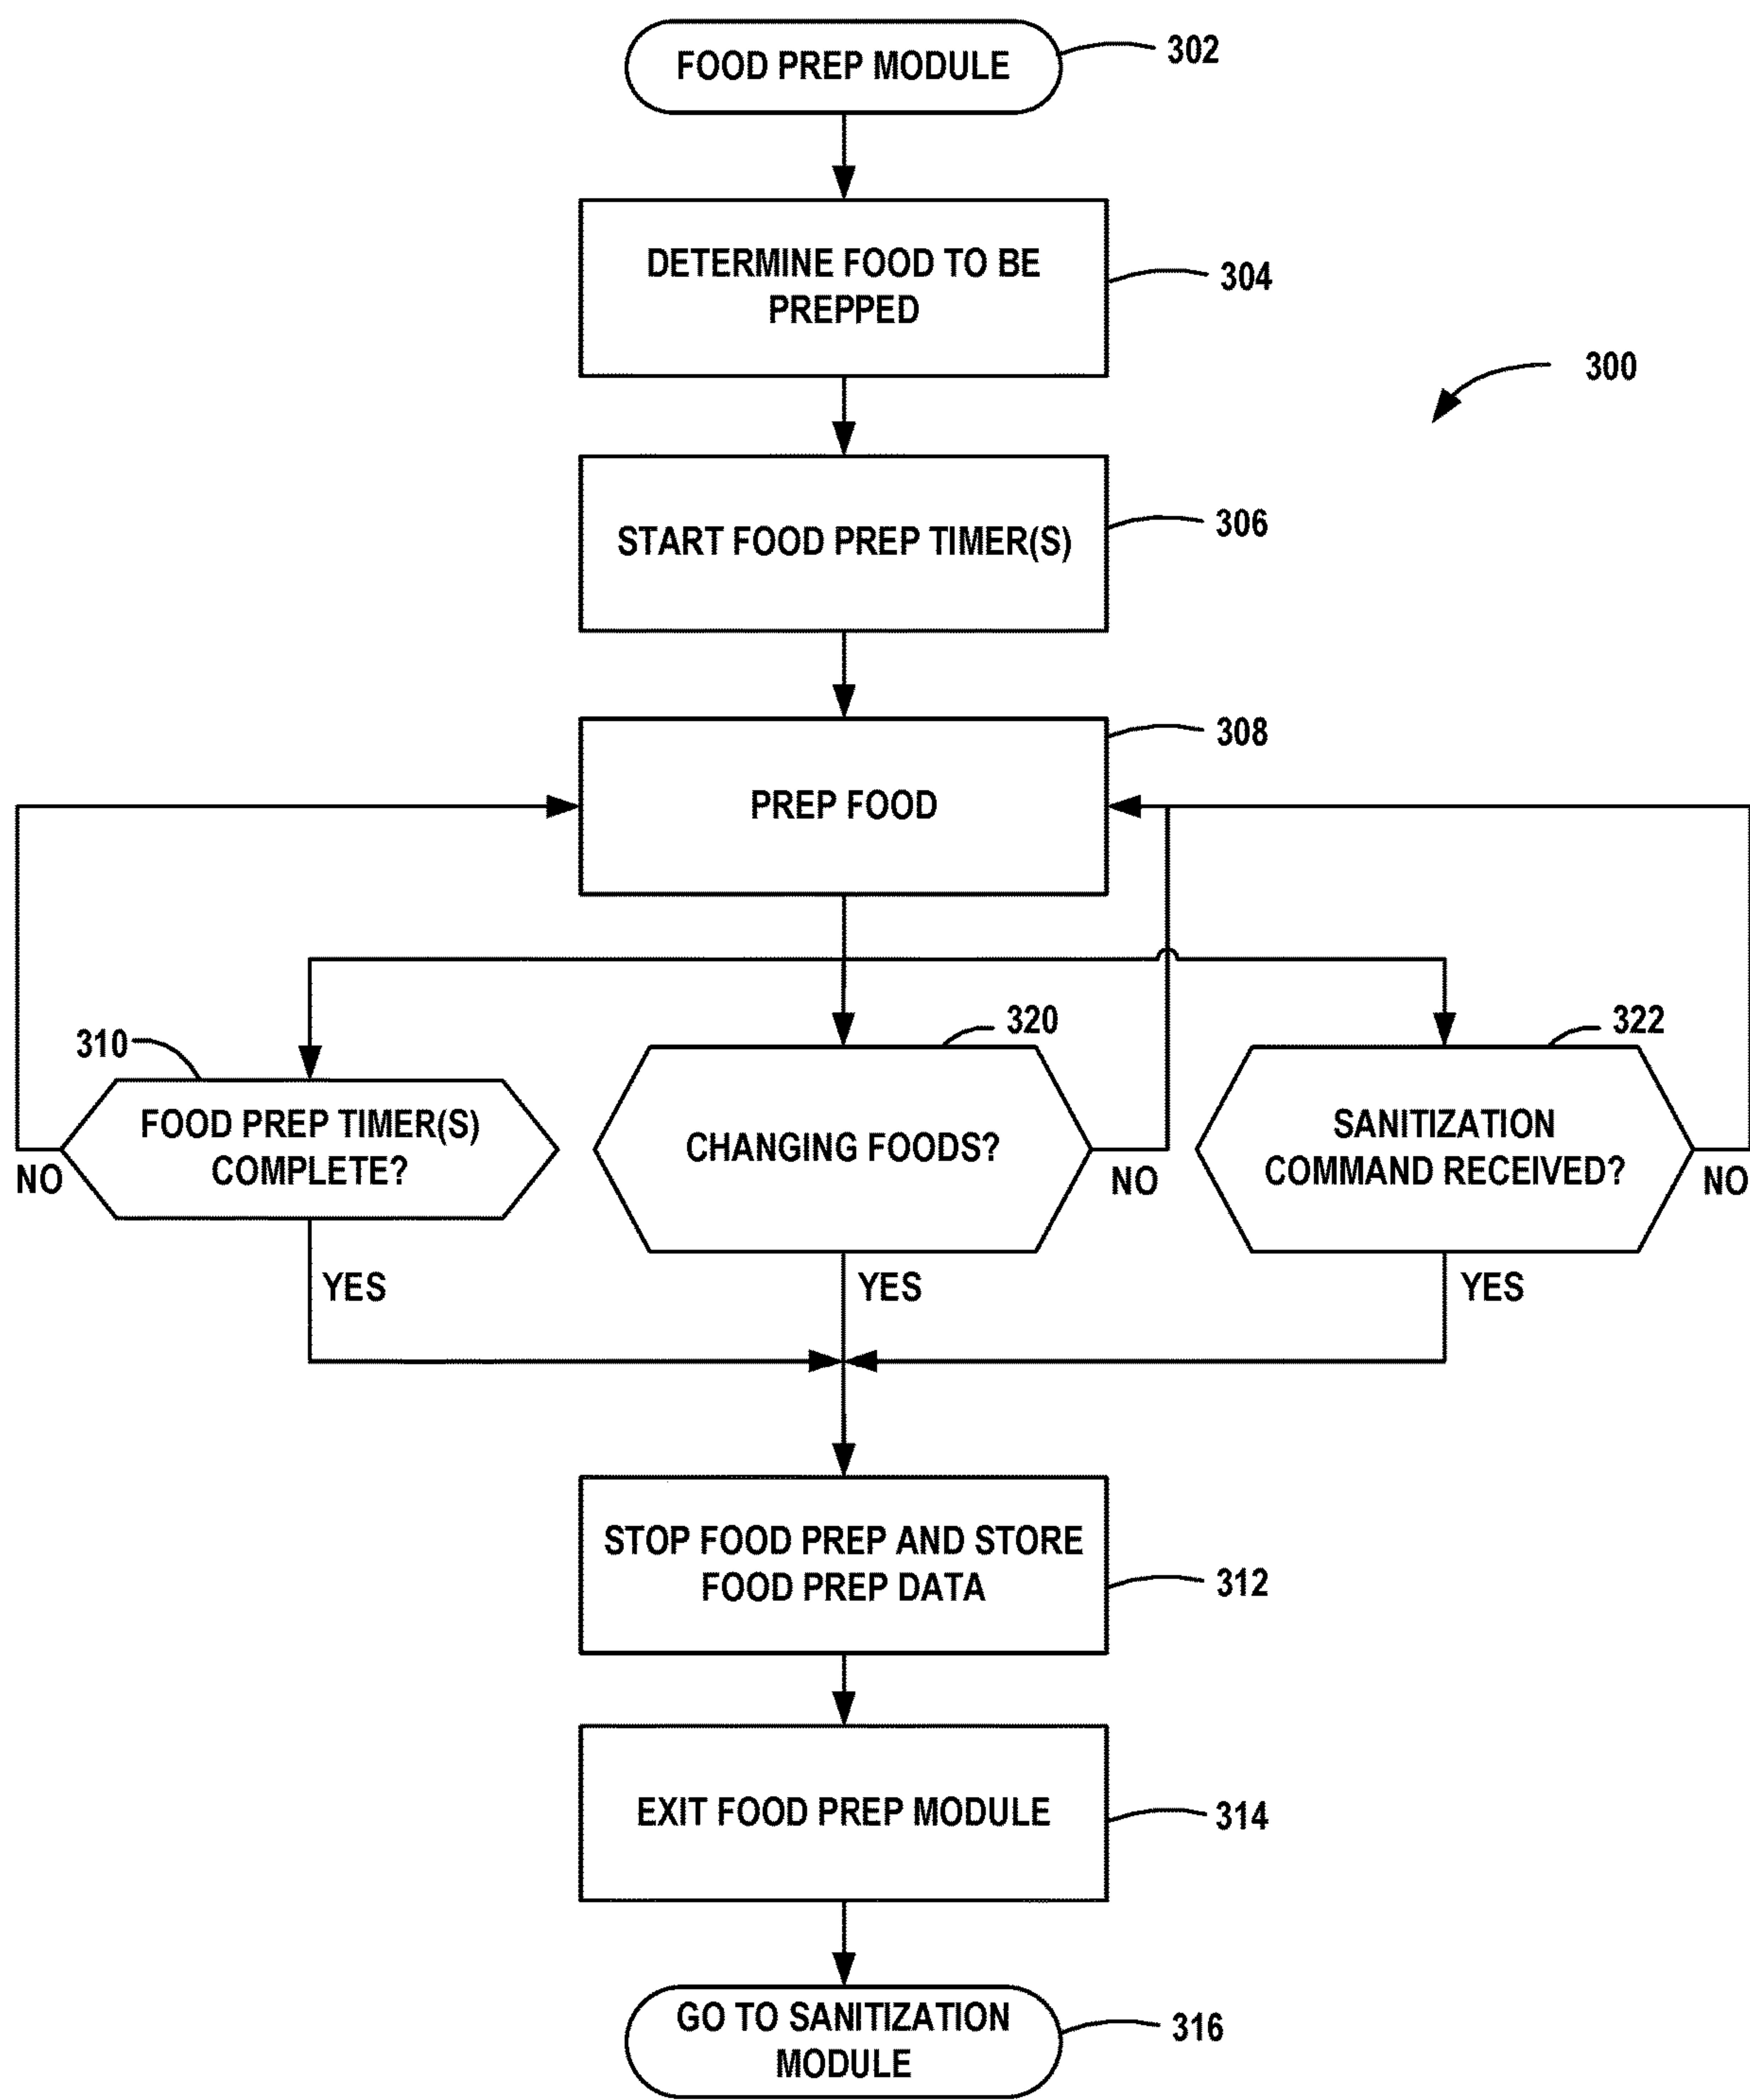 FOOD PREP MODULE
302
DETERMINE FOOD TO BE
PREPPED
304
300
START FOOD PREP TIMER(S)
306
PREP FOOD
308
310
FOOD PREP TIMER(S)
COMPLETE?
NO
YES
320
CHANGING FOODS?
NO
YES
322
SANITIZATION
COMMAND RECEIVED?
NO
YES
STOP FOOD PREP AND STORE
FOOD PREP DATA
312
EXIT FOOD PREP MODULE
314
GO TO SANITIZATION
MODULE
316